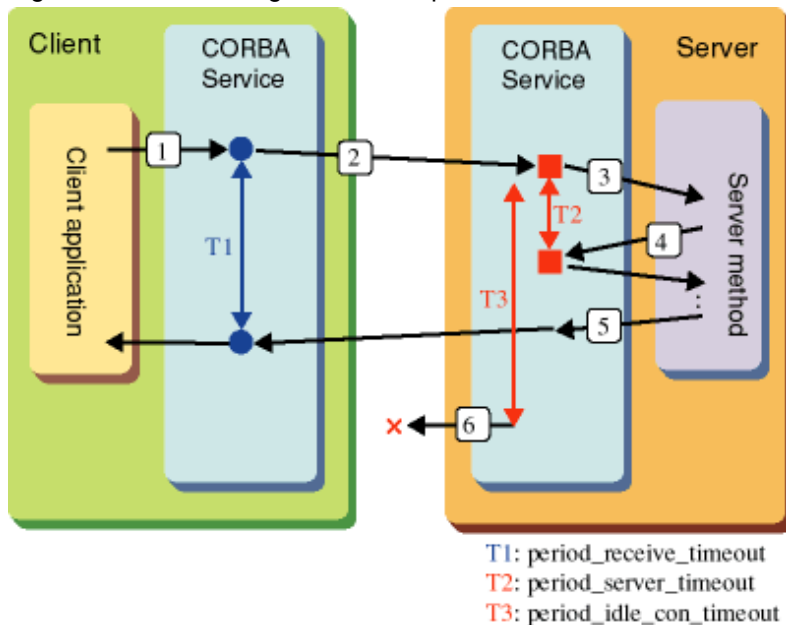 Client
CORBA
Service
CORBA
Service
Server
Client application
1
2
3
T2
4
T1
T3
Server method
...
5
6
T1: period_receive_timeout
T2: period_server_timeout
T3: period_idle_con_timeout